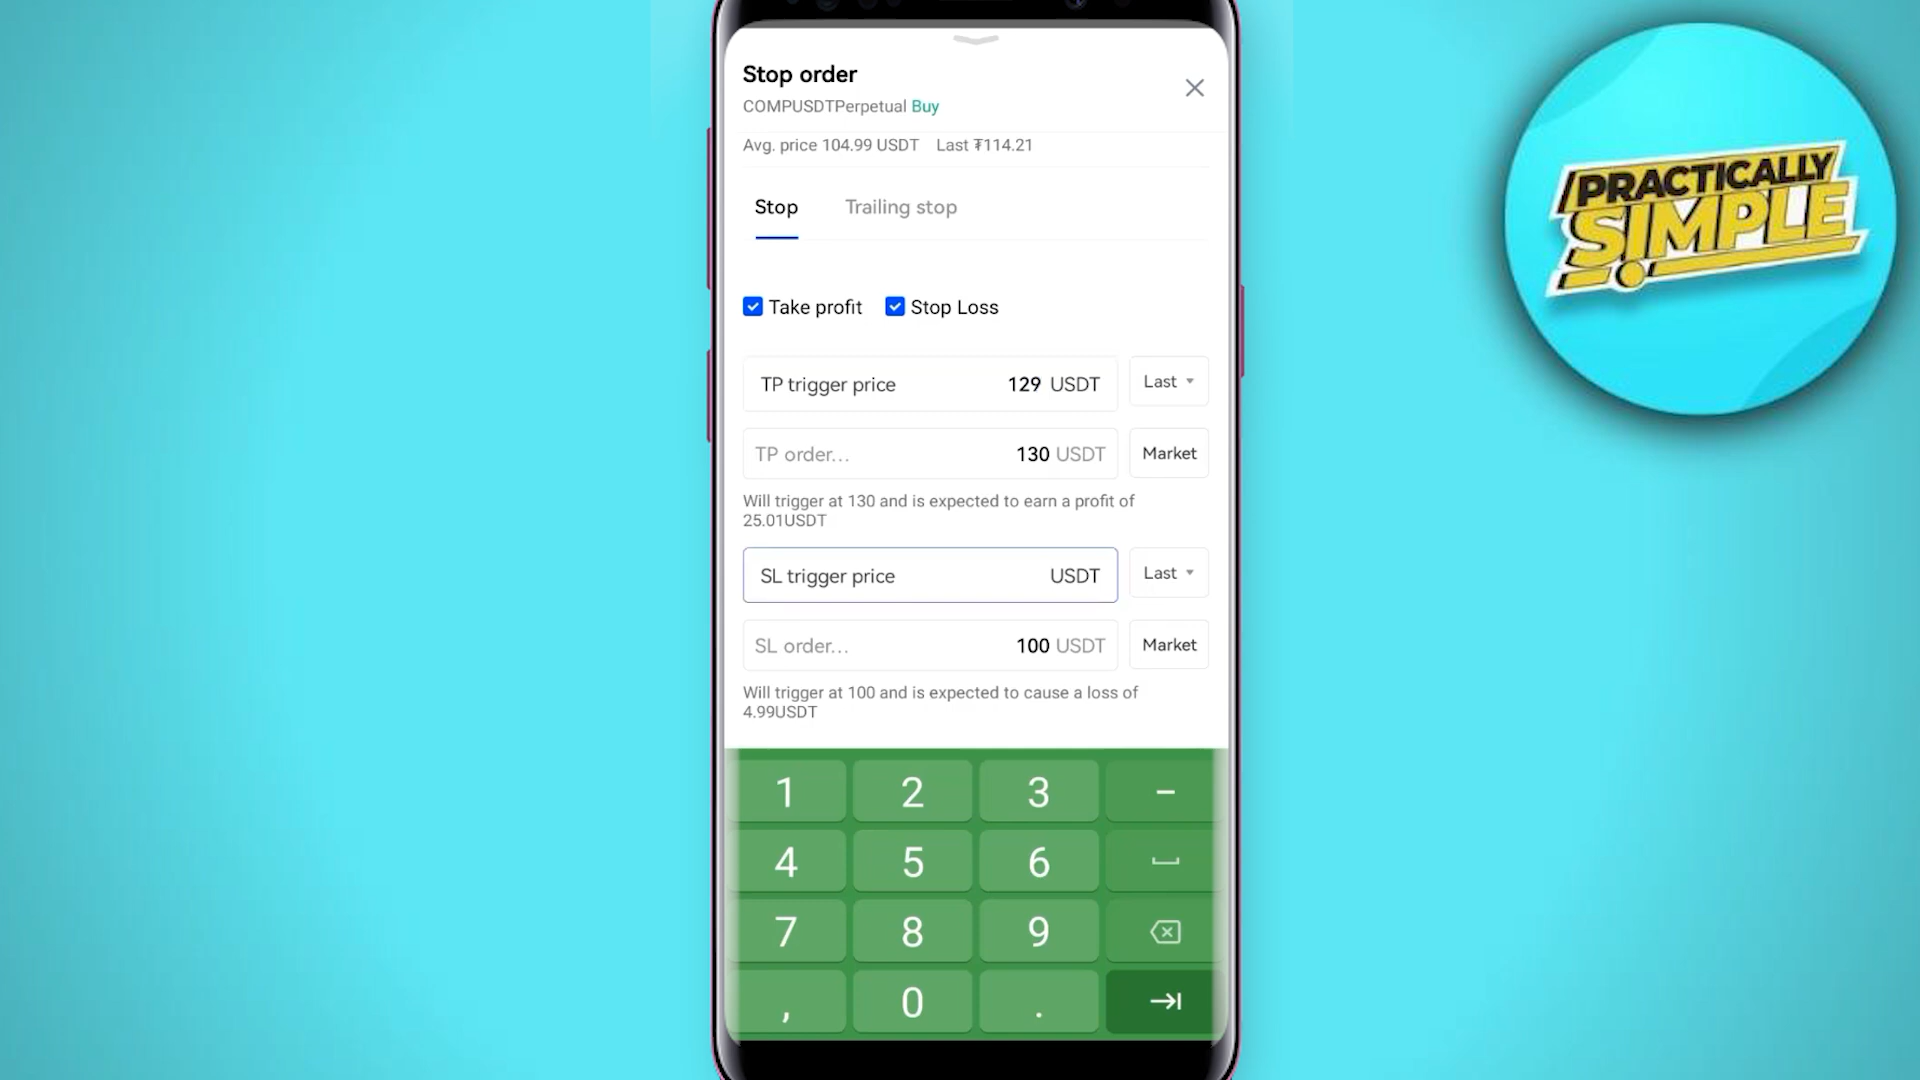 Stop order
COMPUSDTPerpetual Buy
Avg. price 104.99 USDT Last ₮114.21
Stop Trailing stop
Take profit Stop Loss
TP trigger price 129 USDT Last
TP order... 130 USDT Market
Will trigger at 130 and is expected to earn a profit of
25.01USDT
SL trigger price USDT Last
SL order... 100 USDT Market
Will trigger at 100 and is expected to cause a loss of
4.99USDT
1 2 3 -
4 5 6
7 8 9
, 0 .
PRACTICALLY
SIMPLE